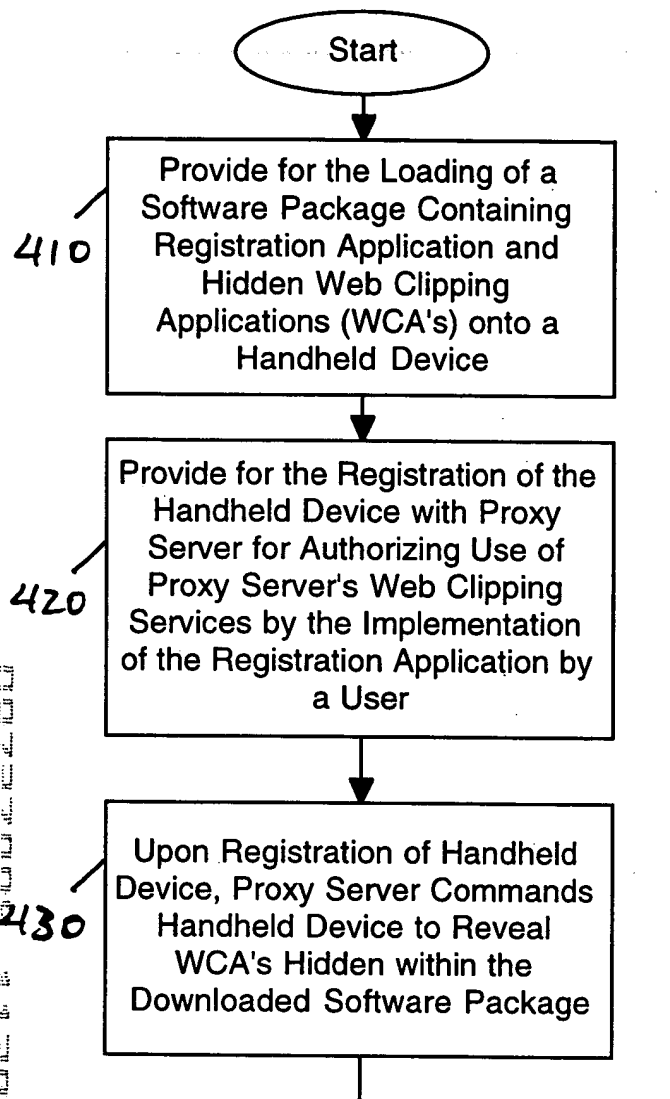 Start
Provide for the Loading of a
Software Package Containing
Registration Application and
Hidden Web Clipping
Applications (WCA's) onto a
Handheld Device
410
Provide for the Registration of the
Handheld Device with Proxy
Server for Authorizing Use of
Proxy Server's Web Clipping
Services by the Implementation
of the Registration Application by
a User
420
Upon Registration of Handheld
Device, Proxy Server Commands
Handheld Device to Reveal
WCA's Hidden within the
Downloaded Software Package
430